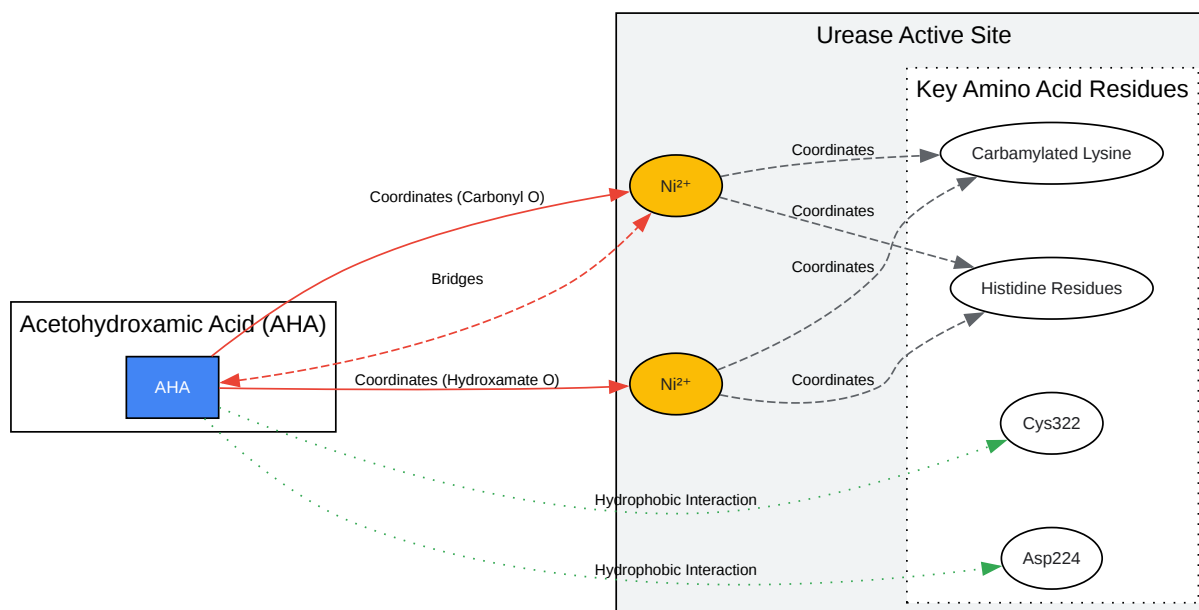 Urease Active Site
Key Amino Acid Residues
Coordinates
Carbamylated Lysine
Ni²⁺
Coordinates (Carbonyl O)
Coordinates
Coordinates
Bridges
Histidine Residues
Acetohydroxamic Acid (AHA)
AHA
Coordinates (Hydroxamate O)
Ni²⁺
Coordinates
Cys322
Hydrophobic Interaction
Asp224
Hydrophobic Interaction